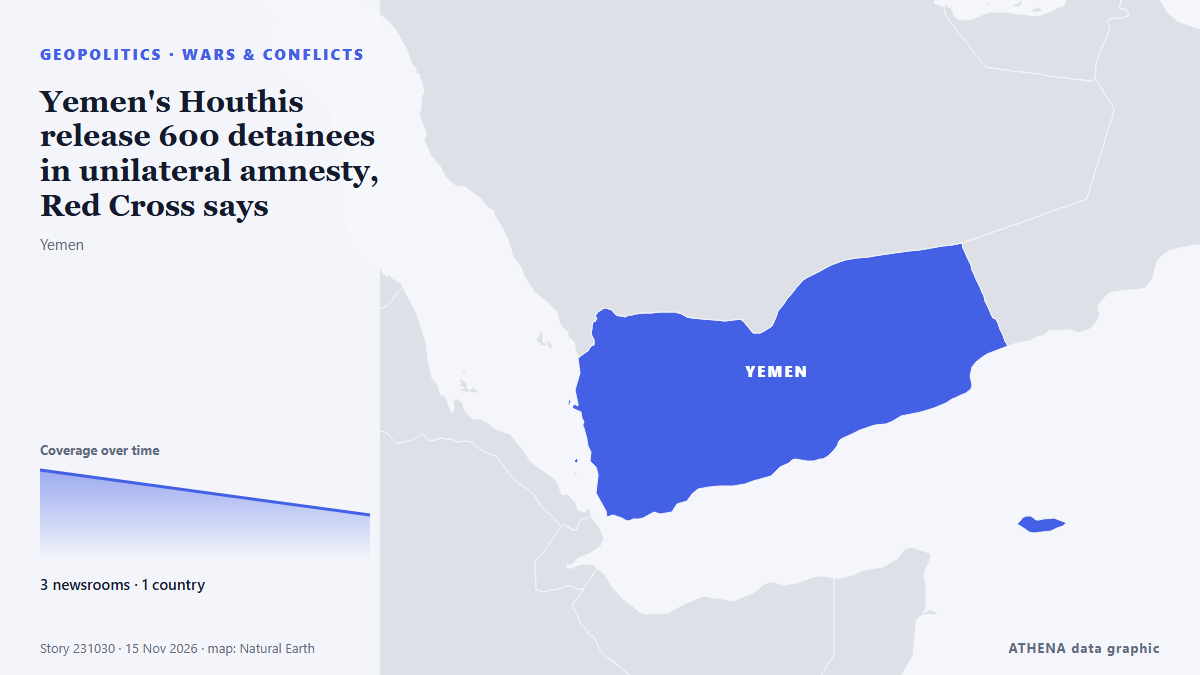 GEOPOLITICS · WARS & CONFLICTS
Yemen's Houthis
release 600 detainees
in unilateral amnesty,
Red Cross says
Yemen
YEMEN
Coverage over time
3 newsrooms · 1 country
Story 231030 · 15 Nov 2026 · map: Natural Earth
ATHENA data graphic